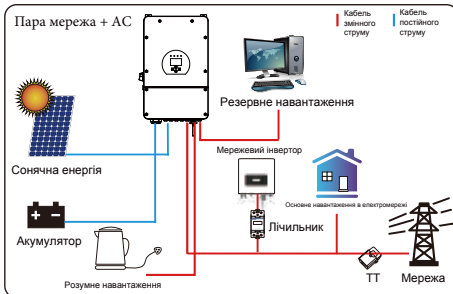 Пара мережа + AC
Кабель
змінного
струму
Кабель
постійного
струму
Резервне навантаження
Сонячна енергія
Мережевий інвертор
Основне навантаження в електромережі
Лічильник
Акумулятор
Розумне навантаження
ТТ
Мережа